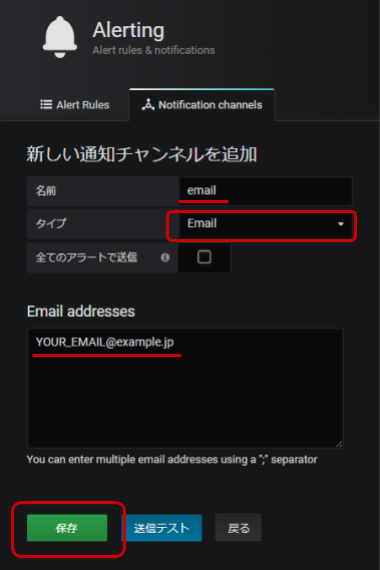 Alerting
Alert rules & notifications
Alert Rules
Notification channels
新しい通知チャンネルを追加
名前
email
タイプ
Email
全てのアラートで送信
Email addresses
YOUR_EMAIL@example.jp
You can enter multiple email addresses using a ";" separator
保存
送信テスト
戻る